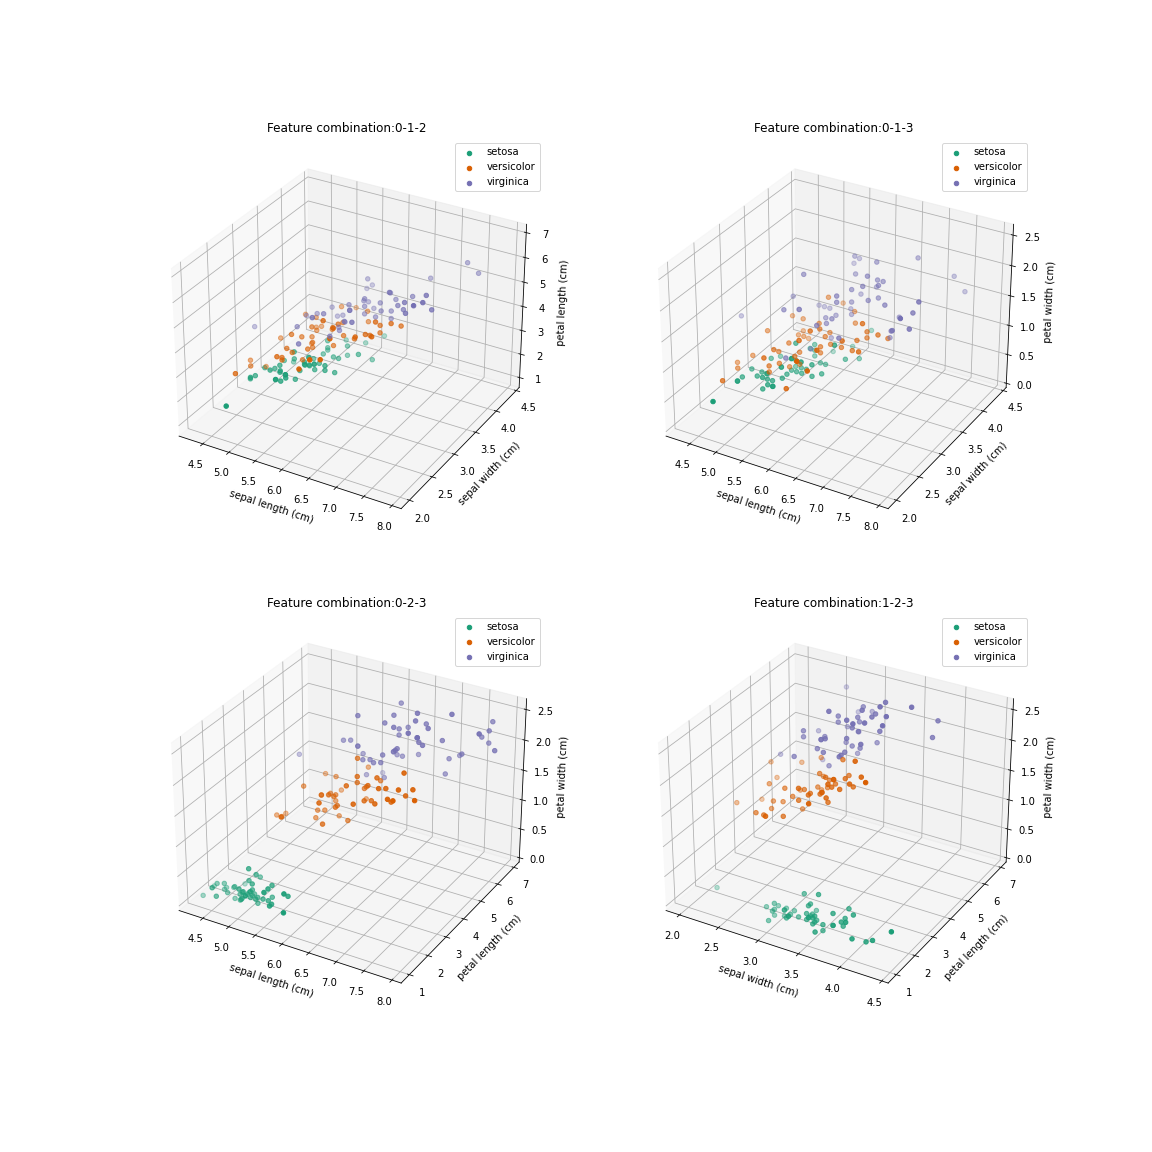 Feature combination:0-1-2
setosa
versicolor
virginica
7
6
5
4
3
2
1
petal length (cm)
4.5
4.0
3.5
3.0
2.5
2.0
sepal width (cm)
4.5
5.0
5.5
6.0
6.5
7.0
7.5
8.0
sepal length (cm)
Feature combination:0-1-3
setosa
versicolor
virginica
2.5
2.0
1.5
1.0
0.5
0.0
petal width (cm)
4.5
4.0
3.5
3.0
2.5
2.0
sepal width (cm)
4.5
5.0
5.5
6.0
6.5
7.0
7.5
8.0
sepal length (cm)
Feature combination:0-2-3
setosa
versicolor
virginica
2.5
2.0
1.5
1.0
0.5
0.0
petal width (cm)
7
6
5
4
3
2
1
petal length (cm)
4.5
5.0
5.5
6.0
6.5
7.0
7.5
8.0
sepal length (cm)
Feature combination:1-2-3
setosa
versicolor
virginica
2.5
2.0
1.5
1.0
0.5
0.0
petal width (cm)
7
6
5
4
3
2
1
petal length (cm)
2.0
2.5
3.0
3.5
4.0
4.5
sepal width (cm)